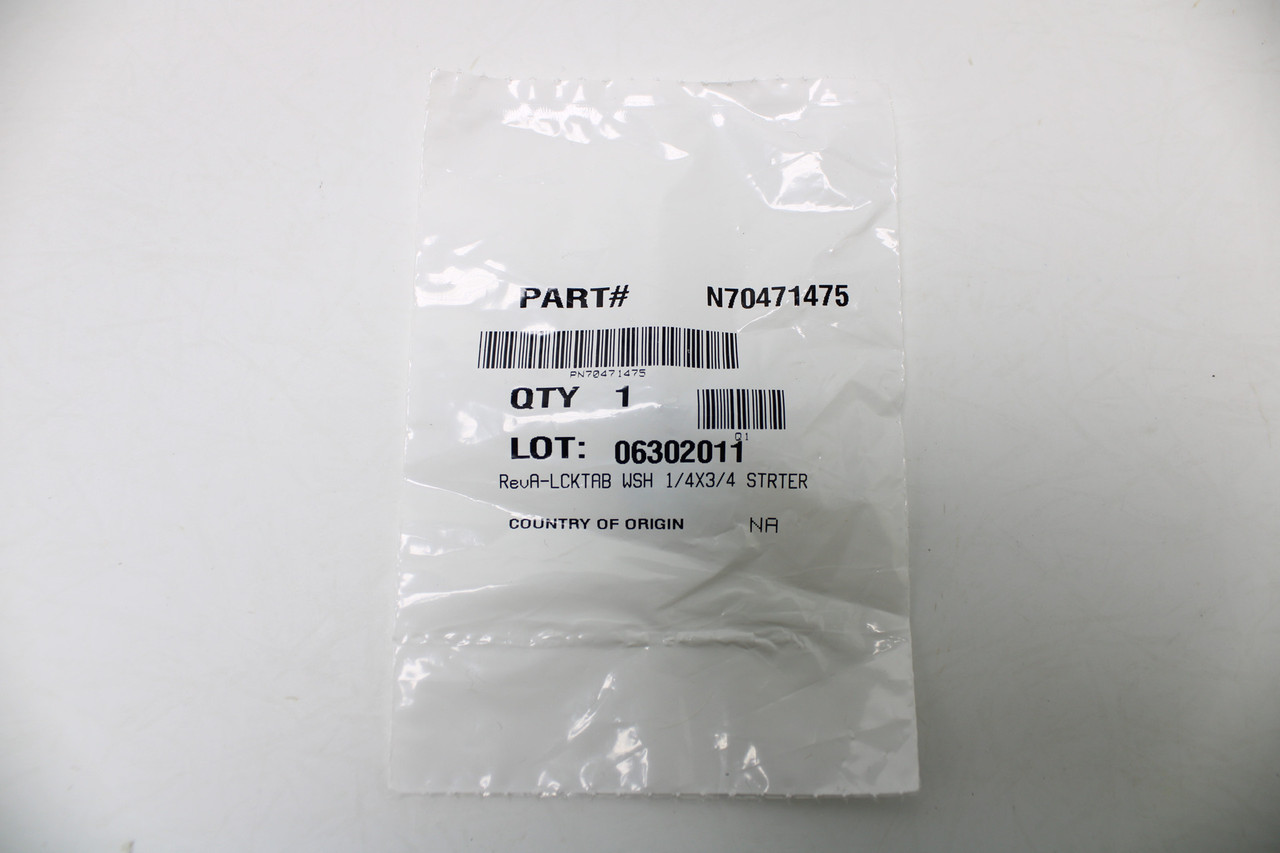 PART# N70471475
PN70471475
QTY 1
Q1
LOT: 06302011
RevA-LCKTAB WSH 1/4X3/4 STRTER
COUNTRY OF ORIGIN NA